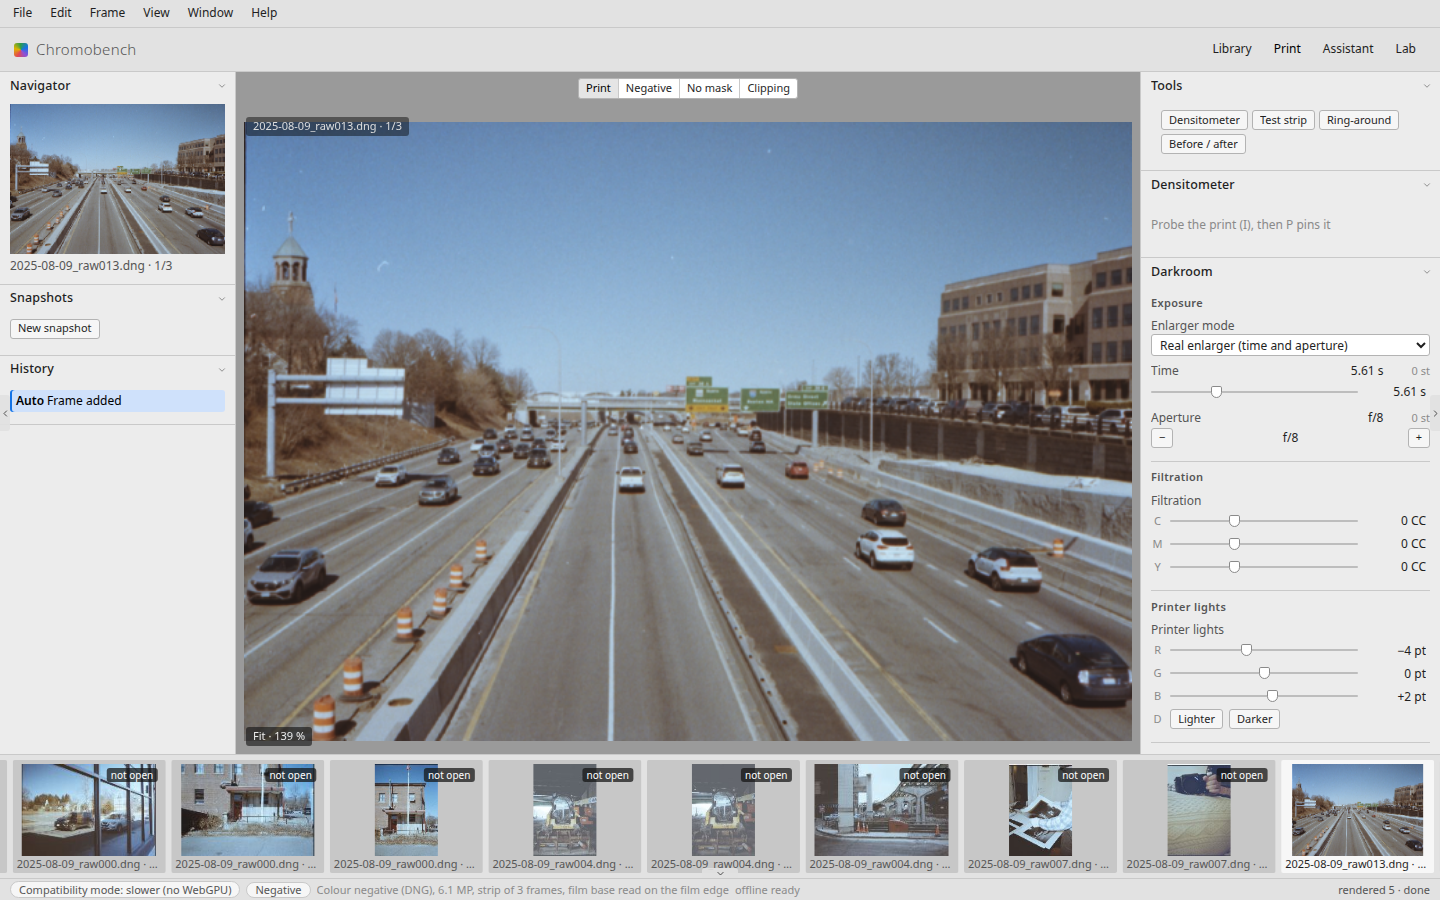 File Edit Frame View Window Help
Chromobench
Library Print Assistant Lab
Navigator
2025-08-09_raw013.dng · 1/3
Snapshots
New snapshot
History
Auto Frame added
Print Negative No mask Clipping
2025-08-09_raw013.dng · 1/3
Fit · 139 %
Tools
Densitometer Test strip Ring-around
Before / after
Densitometer
Probe the print (I), then P pins it
Darkroom
Exposure
Enlarger mode
Real enlarger (time and aperture)
Time 5.61 s 0 st
5.61 s
Aperture f/8 0 st
− f/8 +
Filtration
Filtration
C 0 CC
M 0 CC
Y 0 CC
Printer lights
Printer lights
R −4 pt
G 0 pt
B +2 pt
D Lighter Darker
not open not open not open not open not open not open not open not open
2025-08-09_raw000.dng · ... 2025-08-09_raw000.dng · ... 2025-08-09_raw000.dng · ... 2025-08-09_raw004.dng · ... 2025-08-09_raw004.dng · ... 2025-08-09_raw004.dng · ... 2025-08-09_raw007.dng · ... 2025-08-09_raw007.dng · ... 2025-08-09_raw013.dng · ...
Compatibility mode: slower (no WebGPU) Negative Colour negative (DNG), 6.1 MP, strip of 3 frames, film base read on the film edge offline ready rendered 5 · done